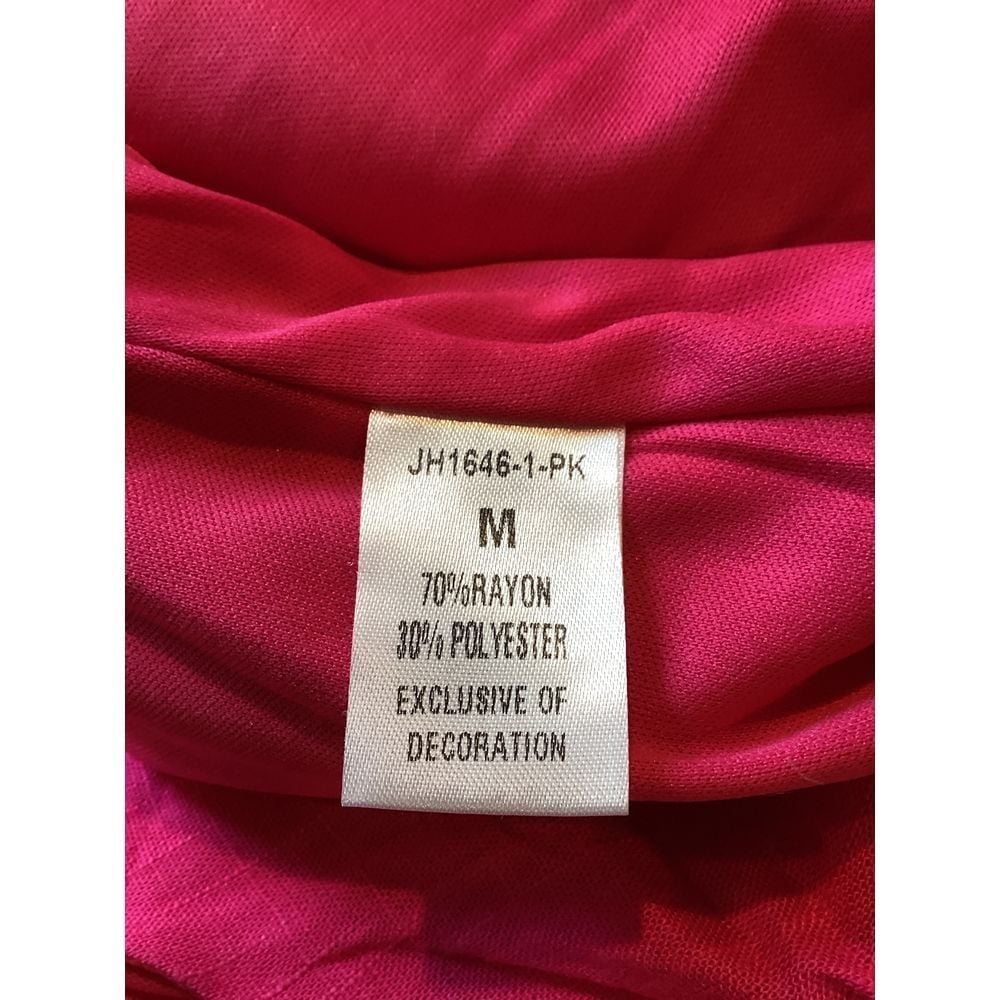 JH1646-1-PK
M
70%RAYON
30% POLYESTER
EXCLUSIVE OF
DECORATION